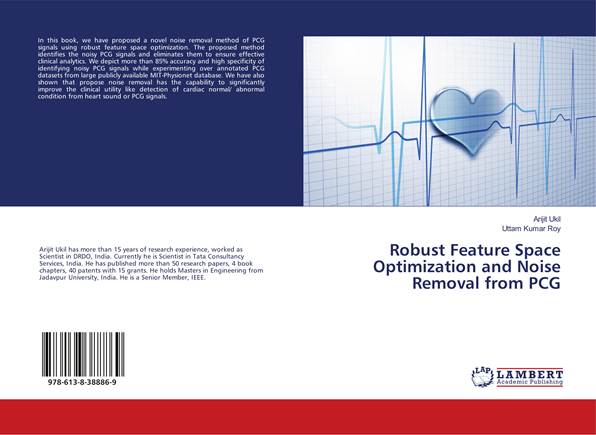 In this book, we have proposed a novel noise removal method of PCG
signals using robust feature space optimization. The proposed method
identifies the noisy PCG signals and eliminates them to ensure effective
clinical analytics. We depict more than 85% accuracy and high specificity of
identifying noisy PCG signals while experimenting over annotated PCG
datasets from large publicly available MIT-Physionet database. We have also
shown that propose noise removal has the capability to significantly
improve the clinical utility like detection of cardiac normal/ abnormal
condition from heart sound or PCG signals.
Arijit Ukil has more than 15 years of research experience, worked as
Scientist in DRDO, India. Currently he is Scientist in Tata Consultancy
Services, India. He has published more than 50 research papers, 4 book
chapters, 40 patents with 15 grants. He holds Masters in Engineering from
Jadavpur University, India. He is a Senior Member, IEEE.
978-613-8-38886-9
Arijit Ukil
Uttam Kumar Roy
Robust Feature Space
Optimization and Noise
Removal from PCG
LAP
LAMBERT
Academic Publishing